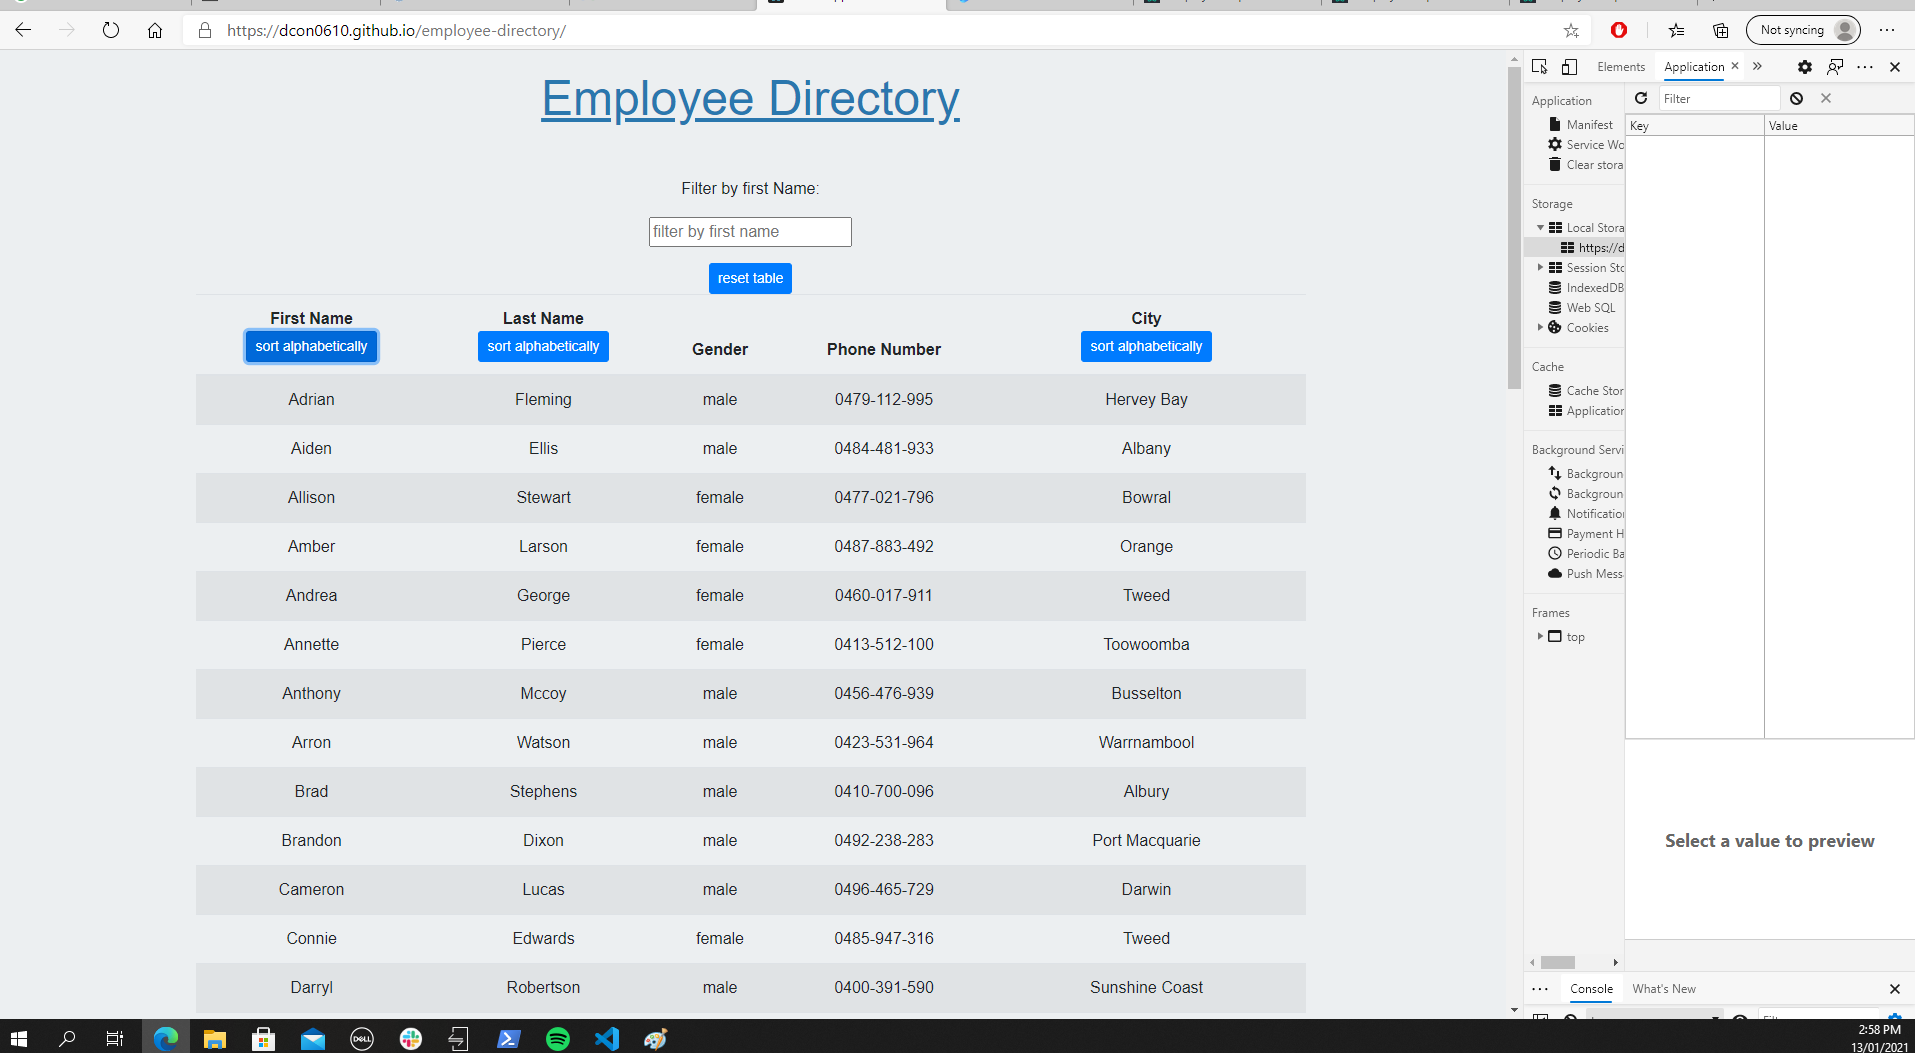 https://dcon0610.github.io/employee-directory/
Not syncing
Employee Directory
Filter by first Name:
filter by first name
reset table
First Name Last Name Gender Phone Number City
sort alphabetically sort alphabetically sort alphabetically
Adrian Fleming male 0479-112-995 Hervey Bay
Aiden Ellis male 0484-481-933 Albany
Allison Stewart female 0477-021-796 Bowral
Amber Larson female 0487-883-492 Orange
Andrea George female 0460-017-911 Tweed
Annette Pierce female 0413-512-100 Toowoomba
Anthony Mccoy male 0456-476-939 Busselton
Arron Watson male 0423-531-964 Warrnambool
Brad Stephens male 0410-700-096 Albury
Brandon Dixon male 0492-238-283 Port Macquarie
Cameron Lucas male 0496-465-729 Darwin
Connie Edwards female 0485-947-316 Tweed
Darryl Robertson male 0400-391-590 Sunshine Coast
Elements Application
Application
Manifest
Service Wo
Clear stora
Storage
Local Stora
https://d
Session Sto
IndexedDB
Web SQL
Cookies
Cache
Cache Stor
Application
Background Servi
Backgroun
Backgroun
Notification
Payment H
Periodic Ba
Push Mess
Frames
top
Filter
Key Value
Select a value to preview
Console What's New
DELL
2:58 PM
13/01/2021